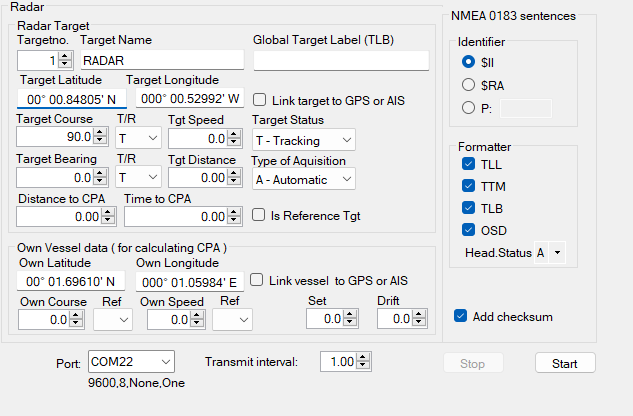 Radar
Radar Target
Targetno. Target Name Global Target Label (TLB)
1 RADAR
Target Latitude Target Longitude
00° 00.84805' N 000° 00.52992' W Link target to GPS or AIS
Target Course T/R Tgt Speed Target Status
90.0 T 0.0 T - Tracking
Target Bearing T/R Tgt Distance Type of Aquisition
0.0 T 0.00 A - Automatic
Distance to CPA Time to CPA
0.00 0.00 Is Reference Tgt
Own Vessel data ( for calculating CPA )
Own Latitude Own Longitude
00° 01.69610' N 000° 01.05984' E Link vessel to GPS or AIS
Own Course Ref Own Speed Ref Set Drift
0.0 0.0 0.0 0.0
NMEA 0183 sentences
Identifier
$II
$RA
P:
Formatter
TLL
TTM
TLB
OSD
Head.Status A
Add checksum
Port: COM22 Transmit interval: 1.00 Stop Start
9600,8,None,One